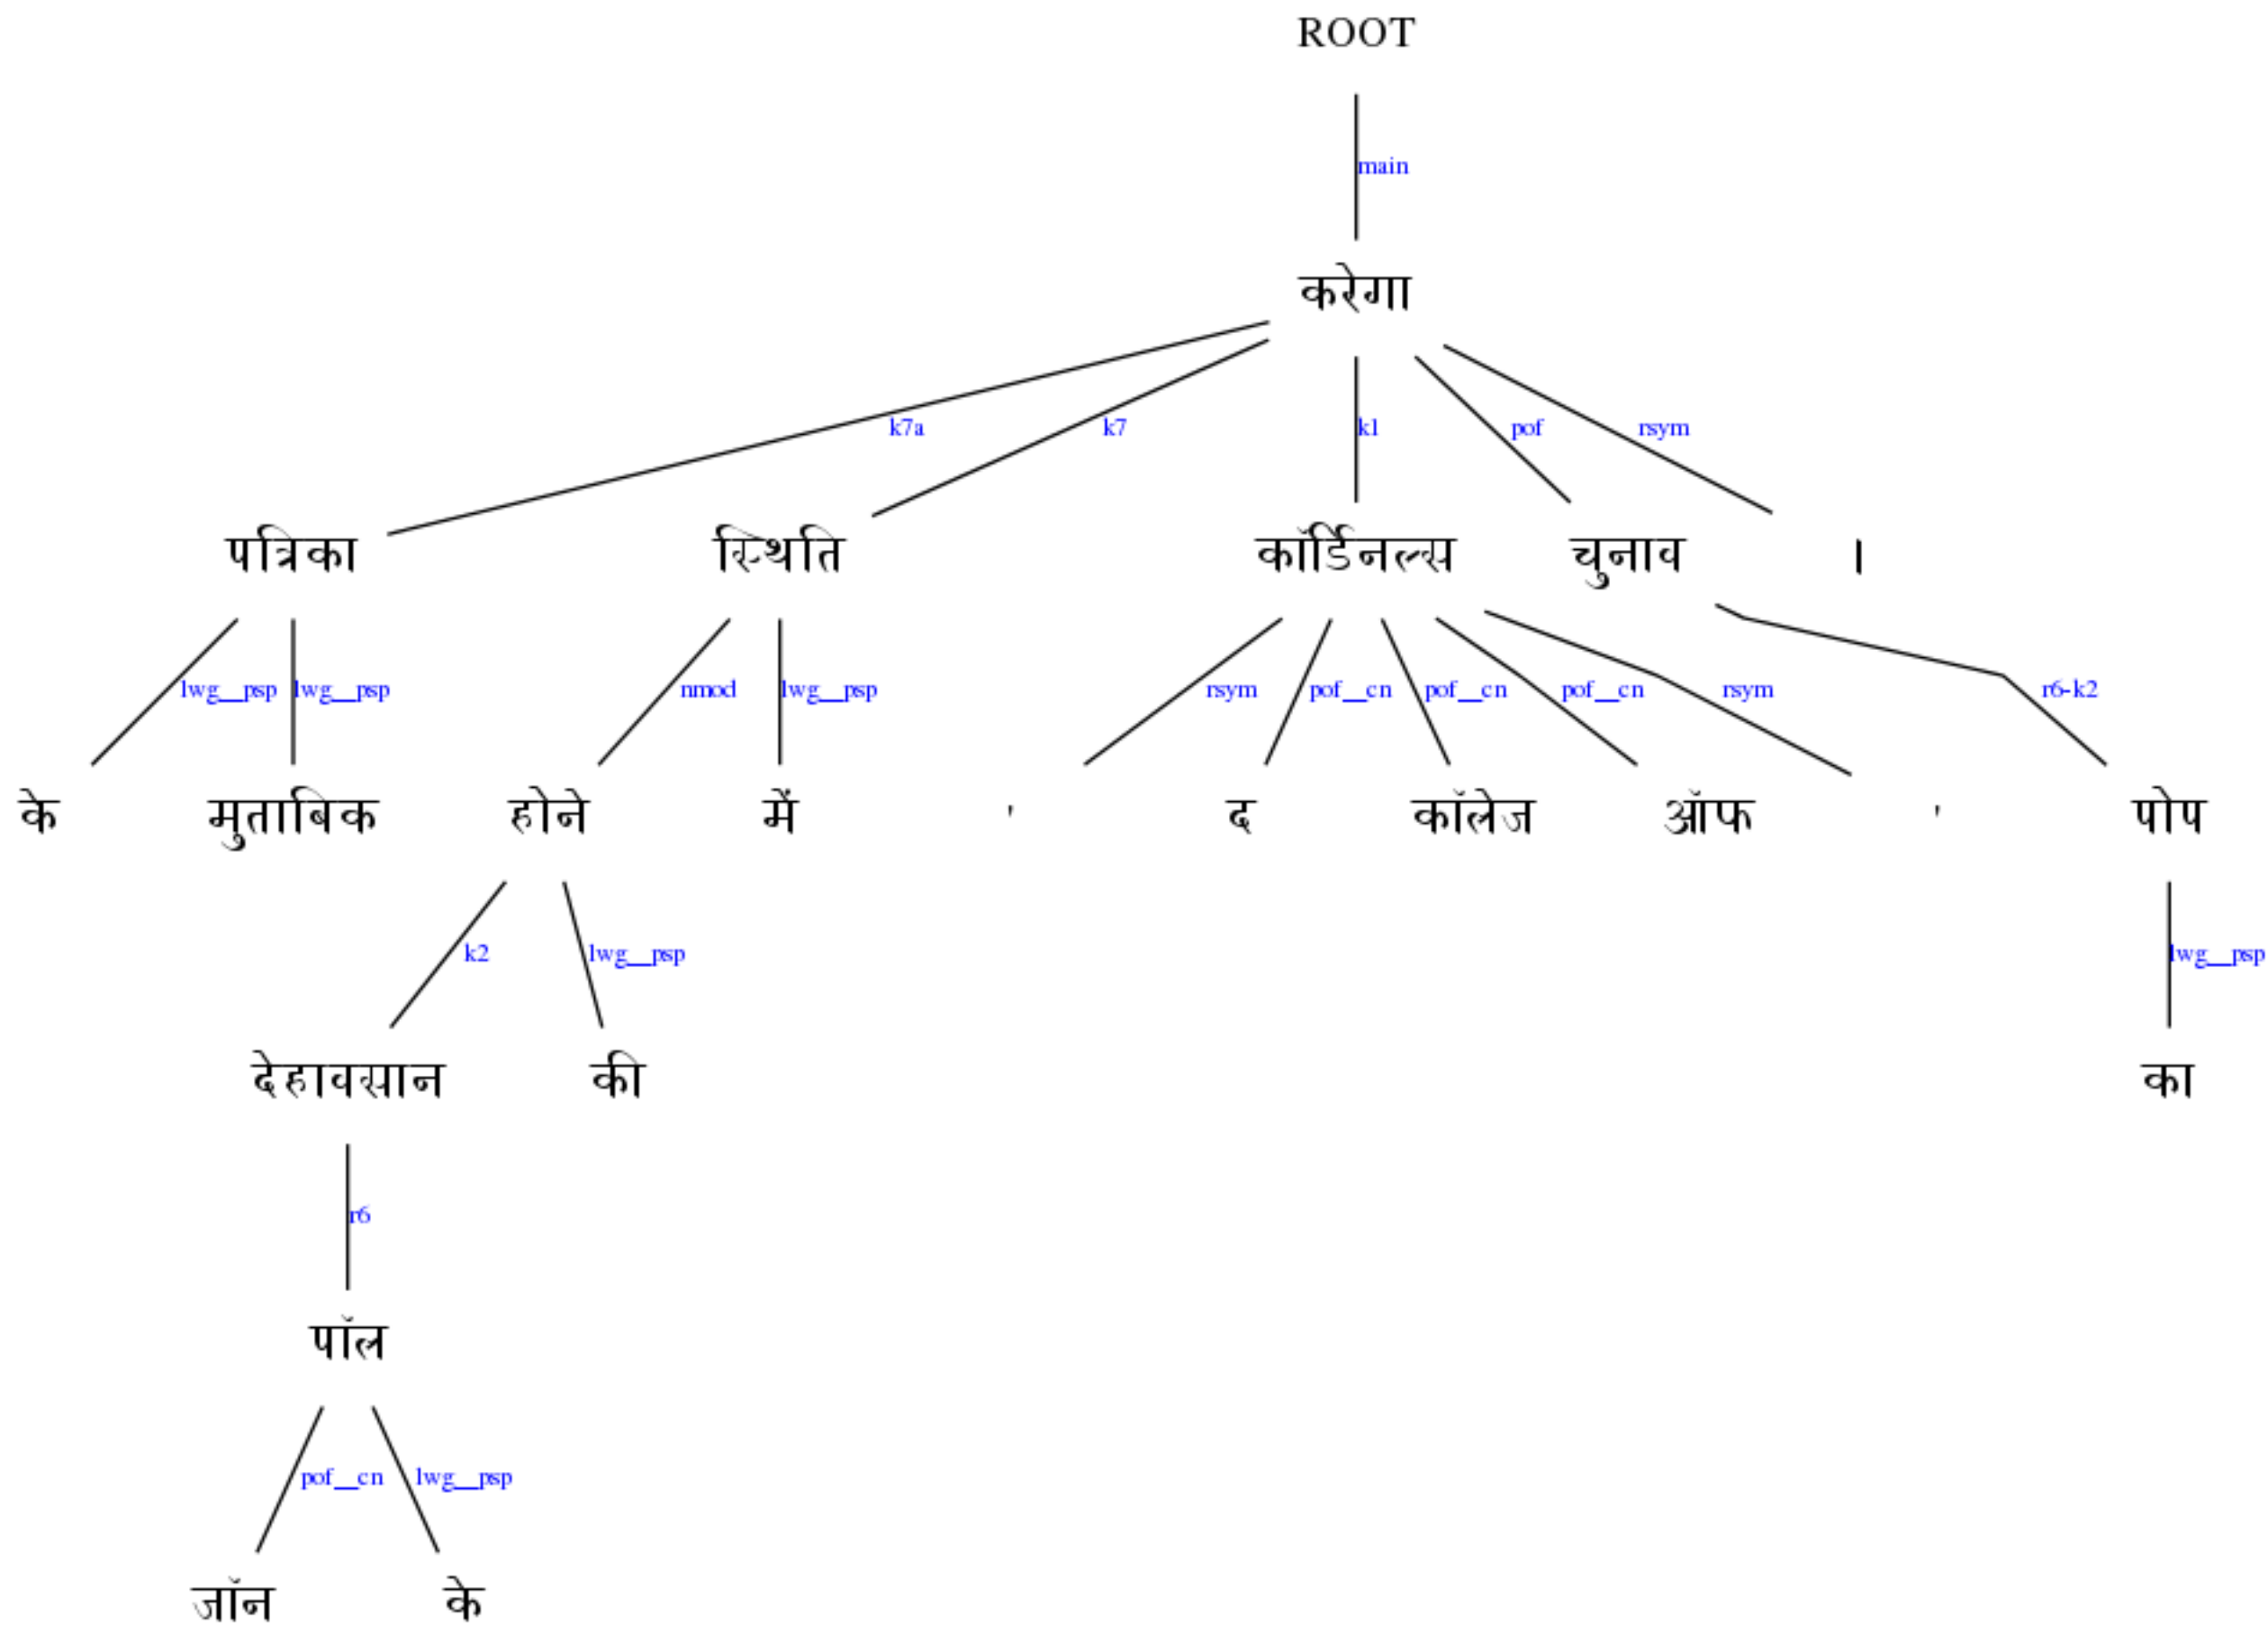 ROOT
main
करेगा
k7a k7 k1 pof rsym
पत्रिका स्थिति कॉर्डिनल्स चुनाव ।
lwg__psp lwg__psp nmod lwg__psp rsym pof__cn pof__cn pof__cn rsym r6-k2
के मुताबिक होने में ' द कॉलेज ऑफ ' पोप
k2 lwg__psp lwg__psp
देहावसान की का
r6
पॉल
pof__cn lwg__psp
जॉन के